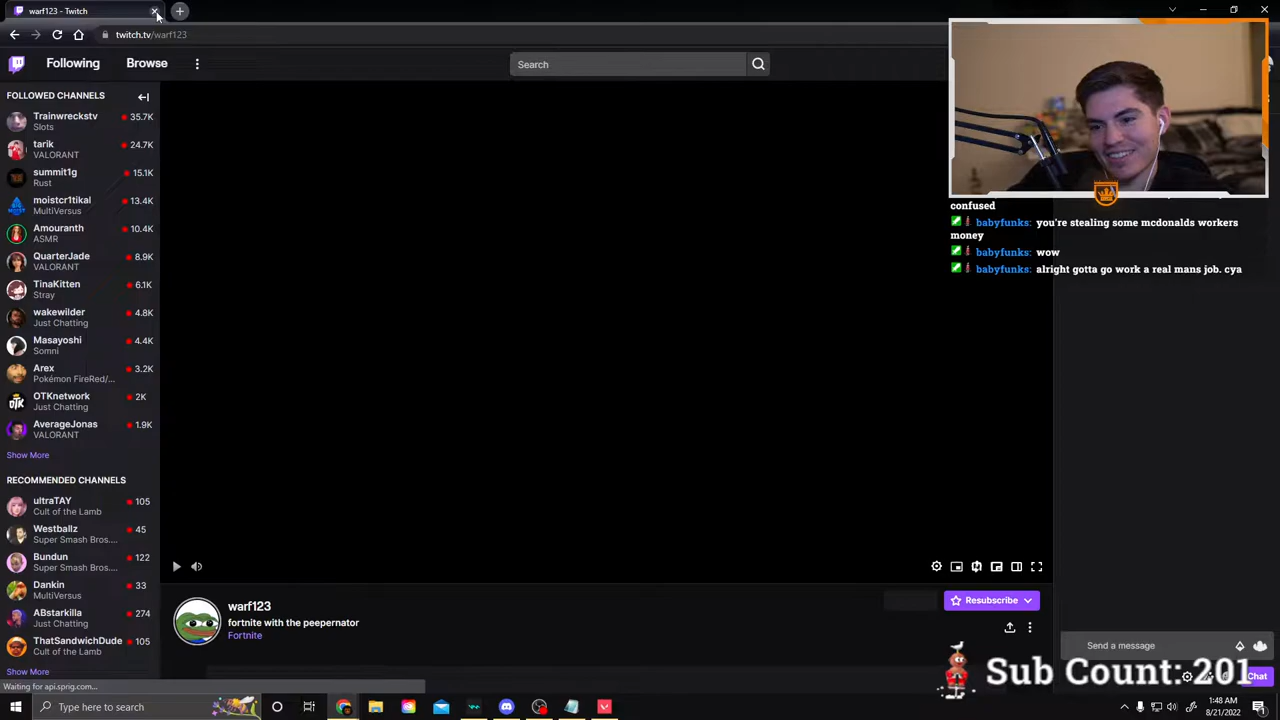 warf123 - Twitch
twitch.tv/warf123
Following
Browse
Search
FOLLOWED CHANNELS
Trainwreckstv
35.7K
Slots
tarik
24.7K
VALORANT
summit1g
15.1K
Rust
moistcr1tikal
13.4K
MultiVersus
Amouranth
10.4K
ASMR
QuarterJade
8.9K
VALORANT
TinaKitten
6.1K
Stray
wakewilder
4.8K
Just Chatting
Masayoshi
4.4K
Somni
Arex
3.2K
Pokémon FireRed/...
OTKnetwork
2K
Just Chatting
AverageJonas
1.9K
VALORANT
Show More
RECOMMENDED CHANNELS
ultraTAY
105
Cult of the Lamb
Westballz
45
Super Smash Bros....
Bundun
122
Super Smash Bros....
Dankin
33
MultiVersus
ABstarkilla
274
Just Chatting
ThatSandwichDude
105
Cult of the Lamb
Show More
Waiting for api.sprig.com...
confused
babyfunks: you're stealing some mcdonalds workers
money
babyfunks: wow
babyfunks: alright gotta go work a real mans job. cya
warf123
fortnite with the peepernator
Fortnite
Resubscribe
Send a message
Chat
Sub Count: 201
Type here to search
1:48 AM
8/21/2022